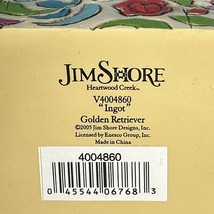 JIM SHORE
Heartwood Creek™
V4004860
"Ingot"
Golden Retriever
©2005 Jim Shore Designs, Inc.
Licensed by Enesco Group, Inc.
Made in China
4004860
0 45544 06768 3